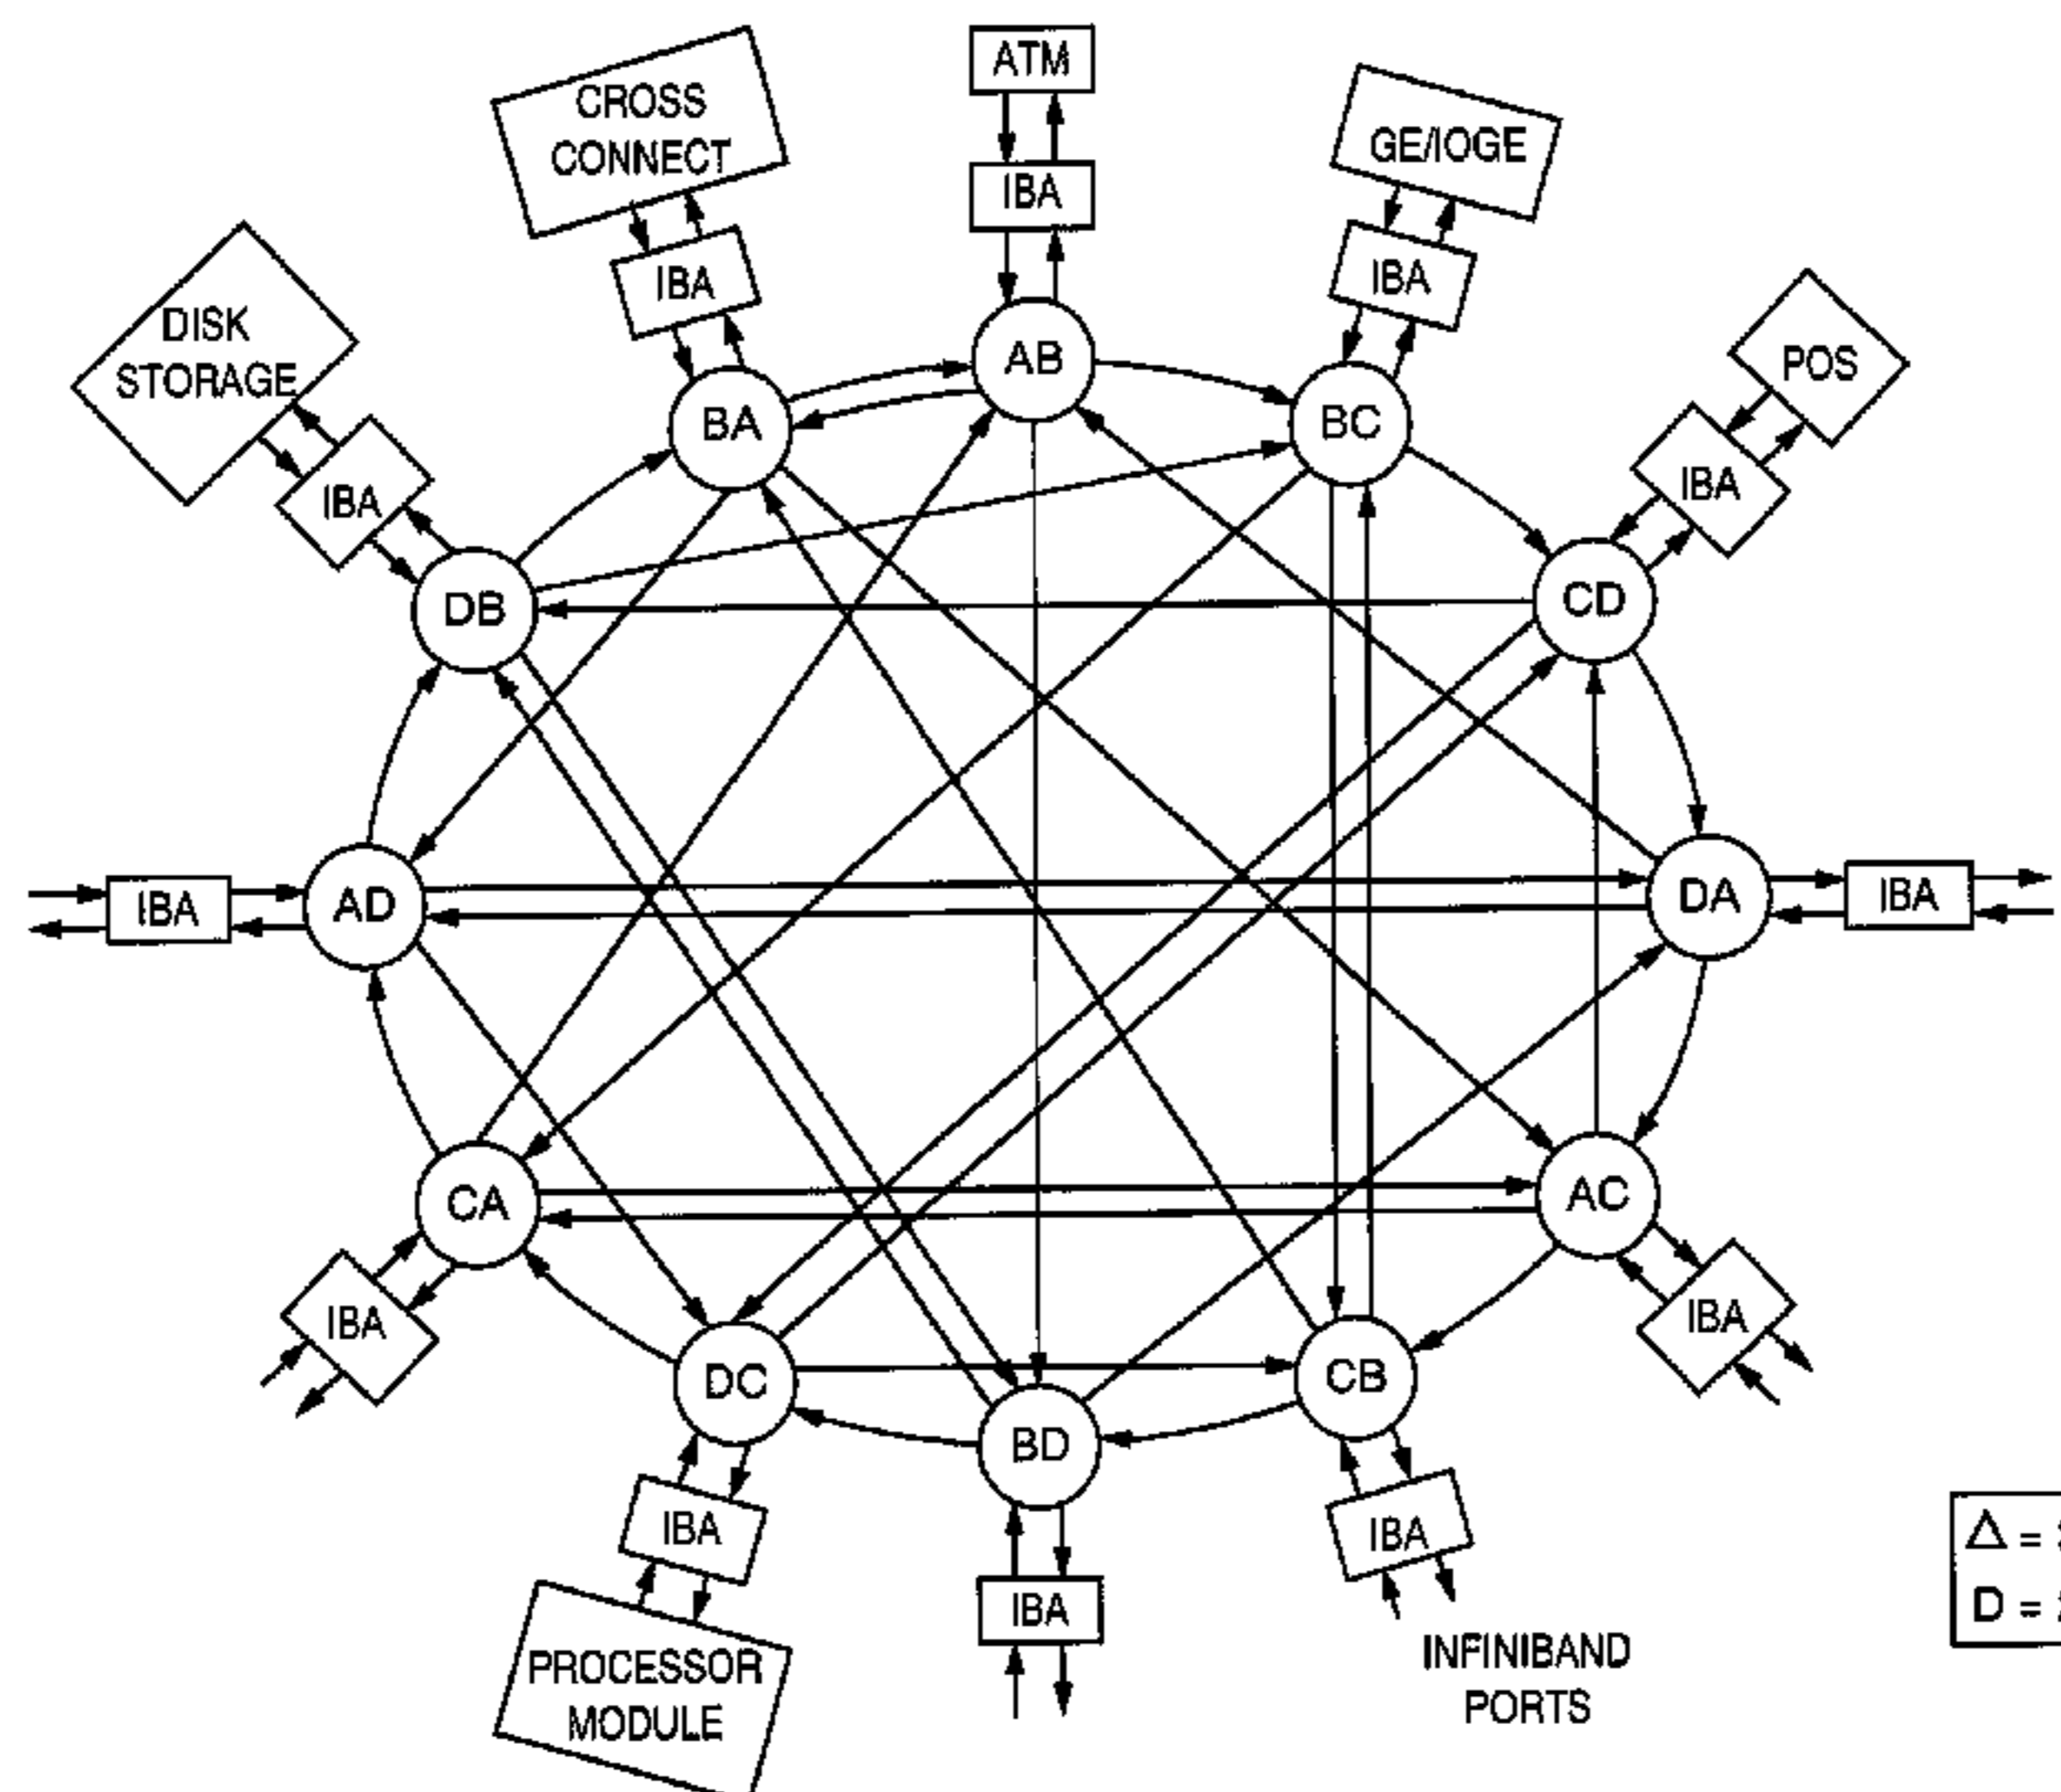 ATM
CROSS
CONNECT
GE/IOGE
IBA
IBA
IBA
DISK
STORAGE
POS
AB
BA
BC
IBA
IBA
DB
CD
IBA
AD
DA
IBA
CA
AC
IBA
IBA
DC
CB
BD
IBA
IBA
IBA
PROCESSOR
MODULE
INFINIBAND
PORTS
Δ =
D =